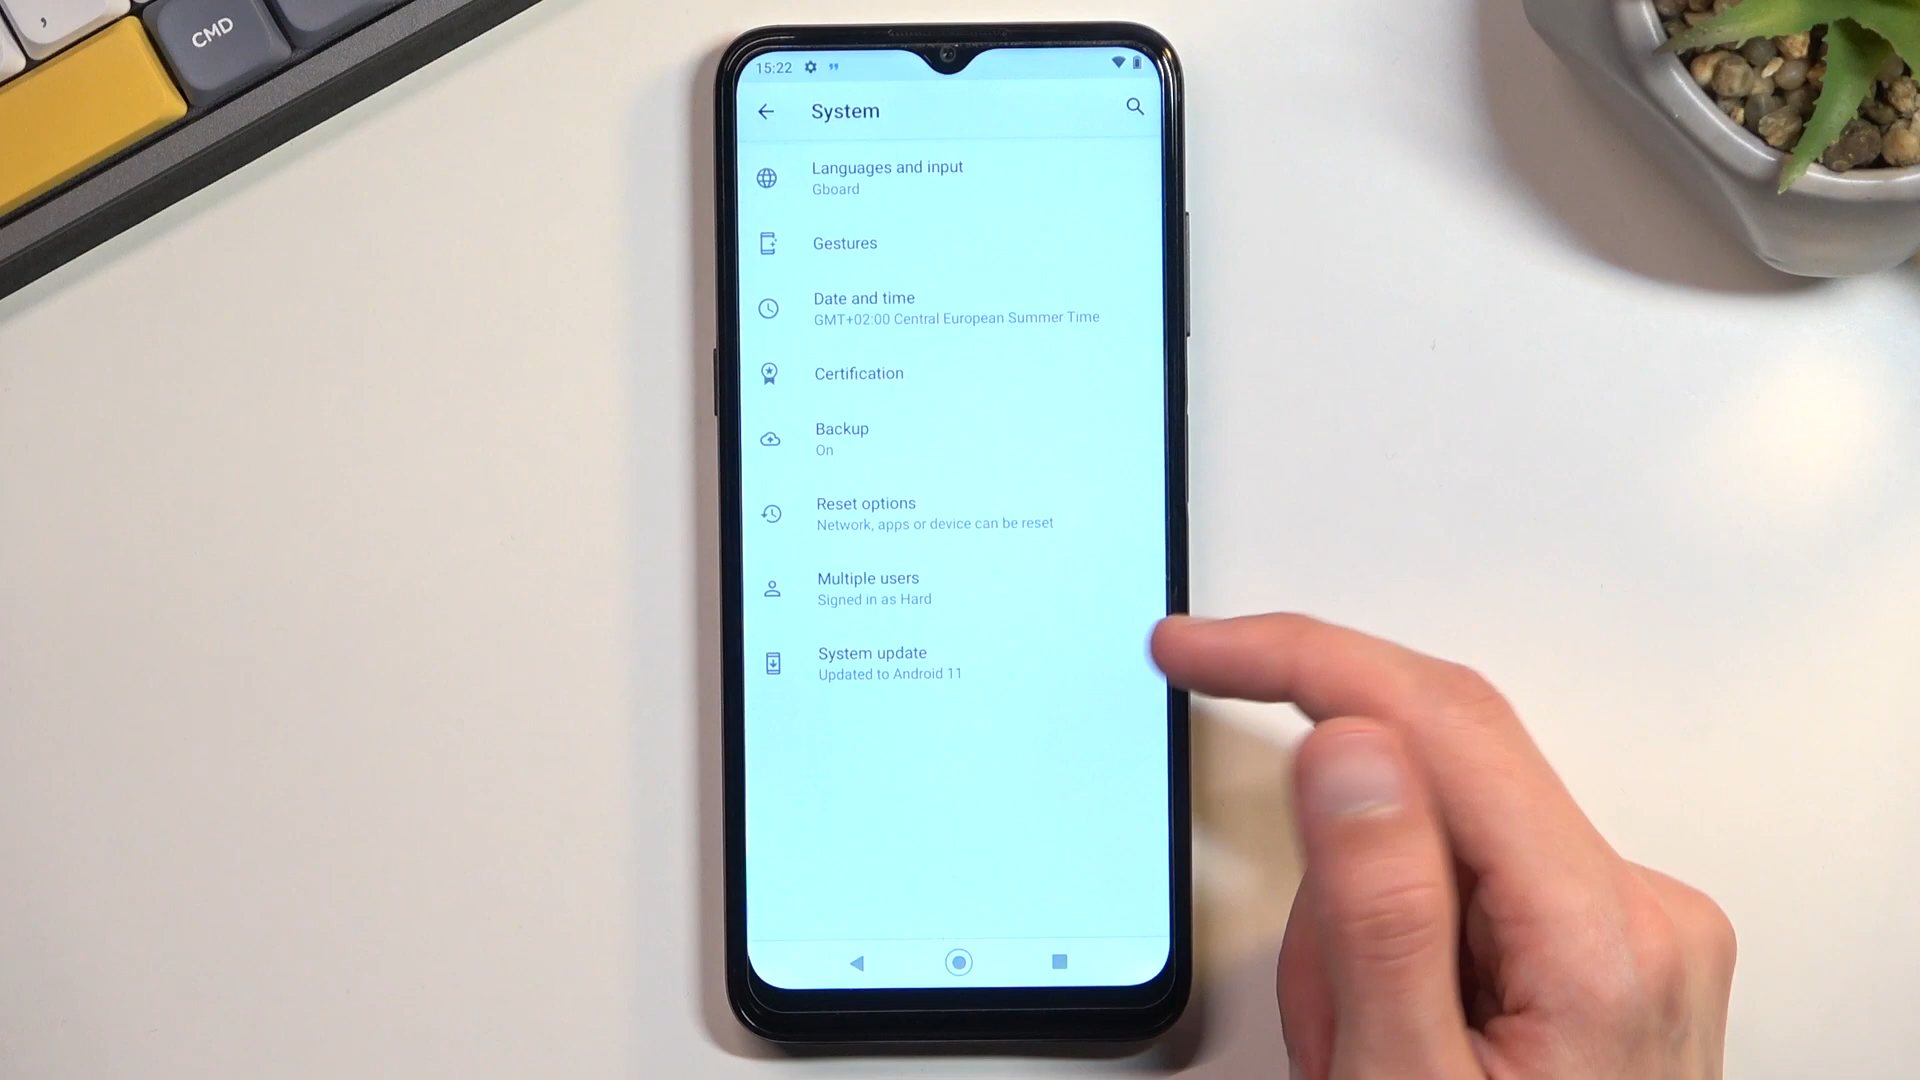 ,
CMD
15:22
System
Languages and input
Gboard
Gestures
Date and time
GMT+02:00 Central European Summer Time
Certification
Backup
On
Reset options
Network, apps or device can be reset
Multiple users
Signed in as Hard
System update
Updated to Android 11